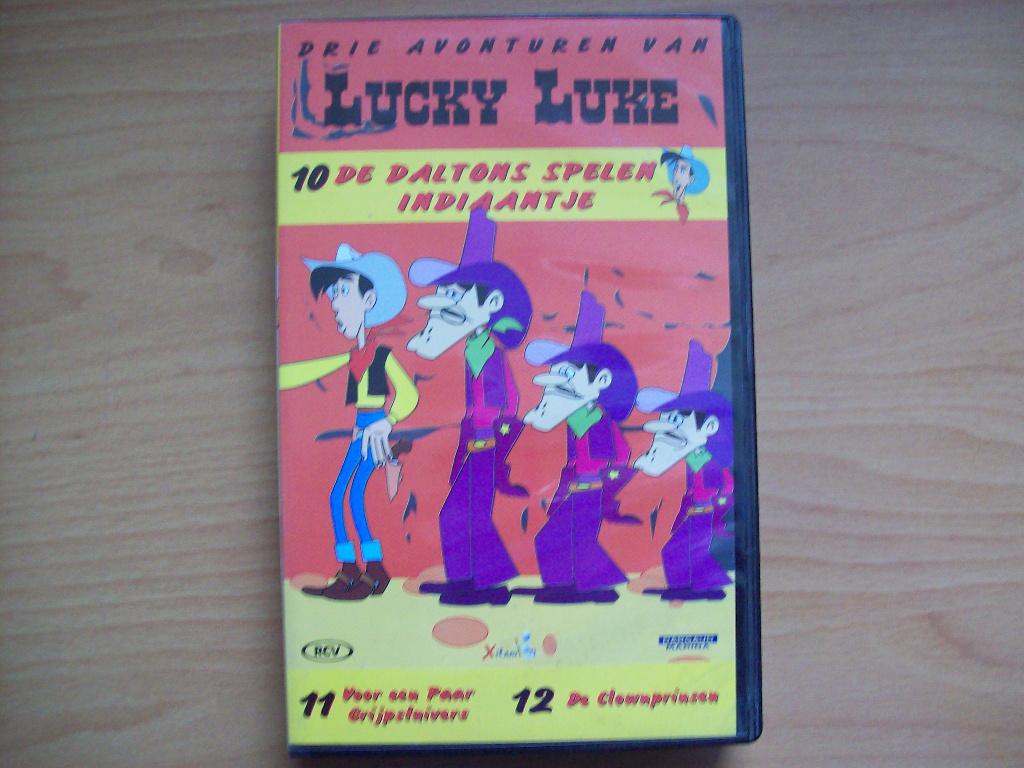 DRIE AVONTUREN VAN
LUCKY LUKE
10 DE DALTONS SPELEN
INDIAANTJE
RCV
11 Voor een Paar
Grijpstuivers
12 De Clownprinsen